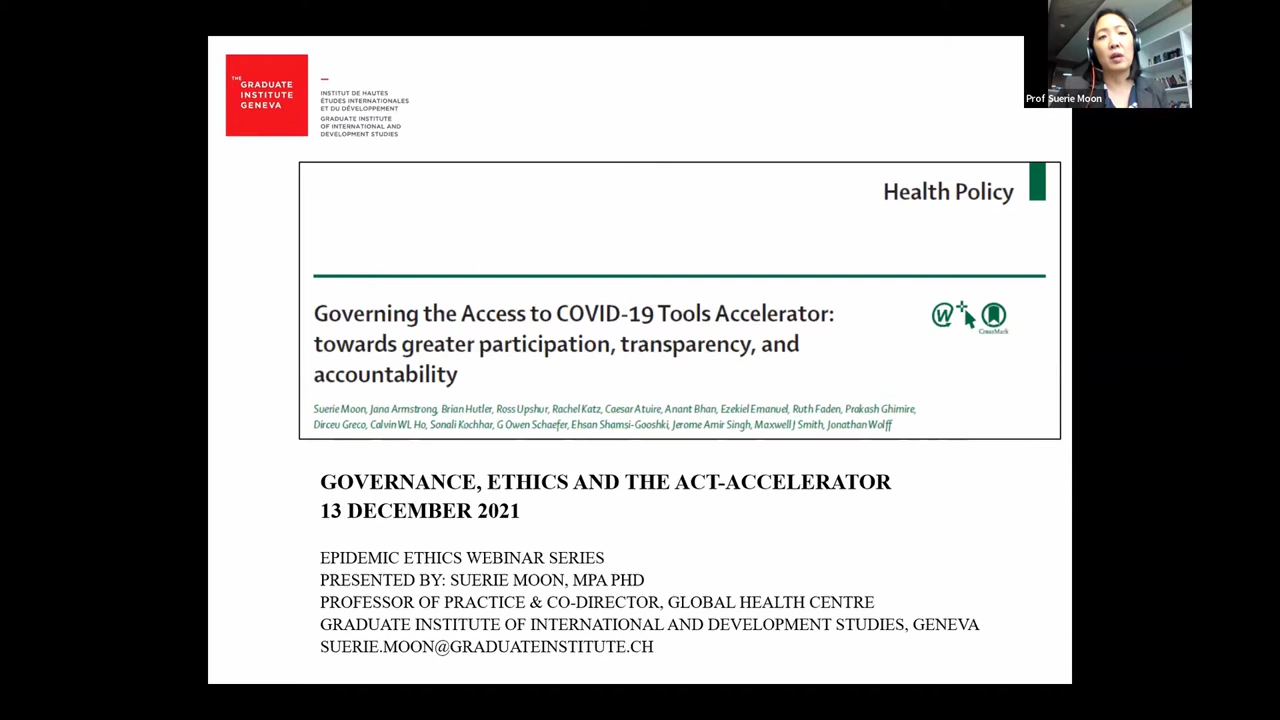 THE
GRADUATE
INSTITUTE
GENEVA
INSTITUT DE HAUTES
ÉTUDES INTERNATIONALES
ET DU DÉVELOPPEMENT
GRADUATE INSTITUTE
OF INTERNATIONAL AND
DEVELOPMENT STUDIES
Prof Suerie Moon
Health Policy
Governing the Access to COVID-19 Tools Accelerator:
towards greater participation, transparency, and
accountability
W
CrossMark
Suerie Moon, Jana Armstrong, Brian Hutler, Ross Upshur, Rachel Katz, Caesar Atuire, Anant Bhan, Ezekiel Emanuel, Ruth Faden, Prakash Ghimire,
Dirceu Greco, Calvin WL Ho, Sonali Kochhar, G Owen Schaefer, Ehsan Shamsi-Gooshki, Jerome Amir Singh, Maxwell J Smith, Jonathan Wolff
GOVERNANCE, ETHICS AND THE ACT-ACCELERATOR
13 DECEMBER 2021
EPIDEMIC ETHICS WEBINAR SERIES
PRESENTED BY: SUERIE MOON, MPA PHD
PROFESSOR OF PRACTICE & CO-DIRECTOR, GLOBAL HEALTH CENTRE
GRADUATE INSTITUTE OF INTERNATIONAL AND DEVELOPMENT STUDIES, GENEVA
SUERIE.MOON@GRADUATEINSTITUTE.CH